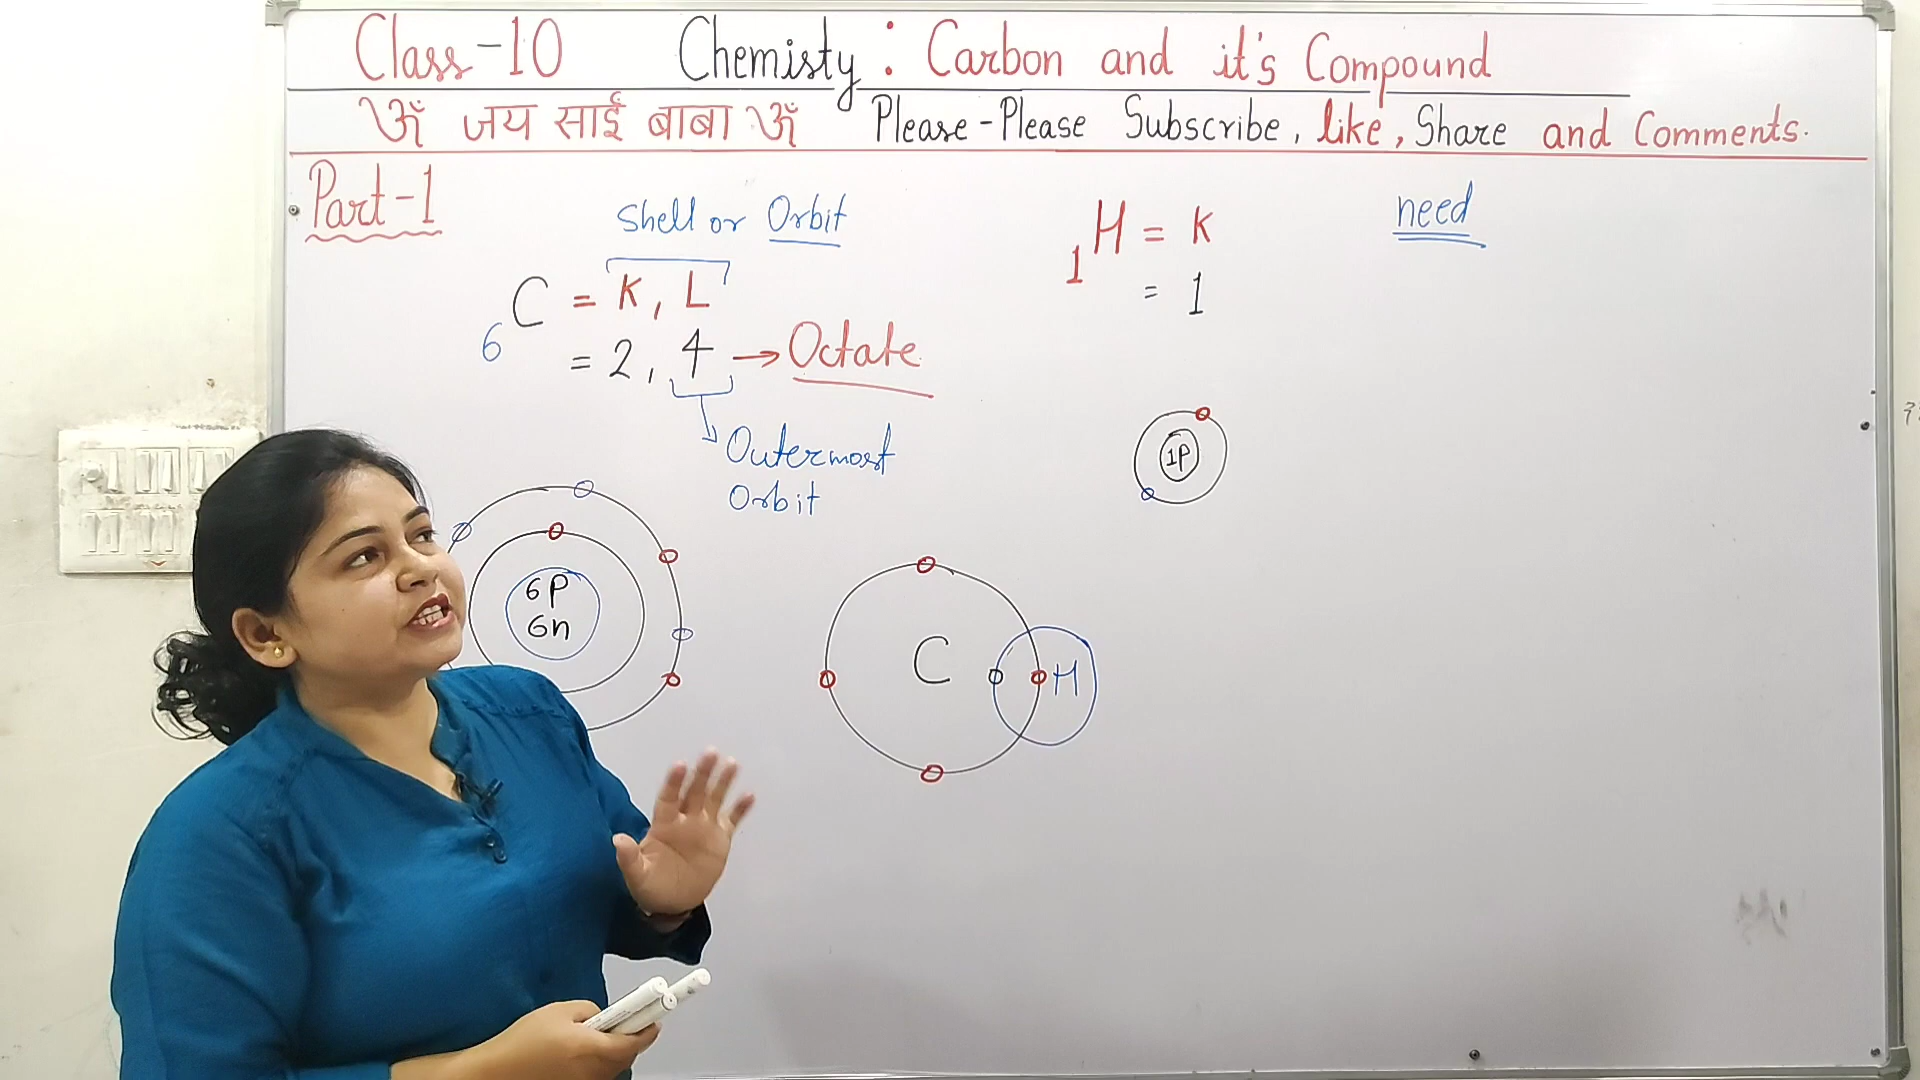 Class-10 Chemisty: Carbon and it's Compound
ॐ जय साईं बाबा ॐ Please-Please Subscribe, like, Share and Comments.
Part-1
Shell or Orbit
6C = K, L
= 2, 4 → Octate
Outermost
Orbit
1H = K
= 1
need
1P
6P
6n
C
H